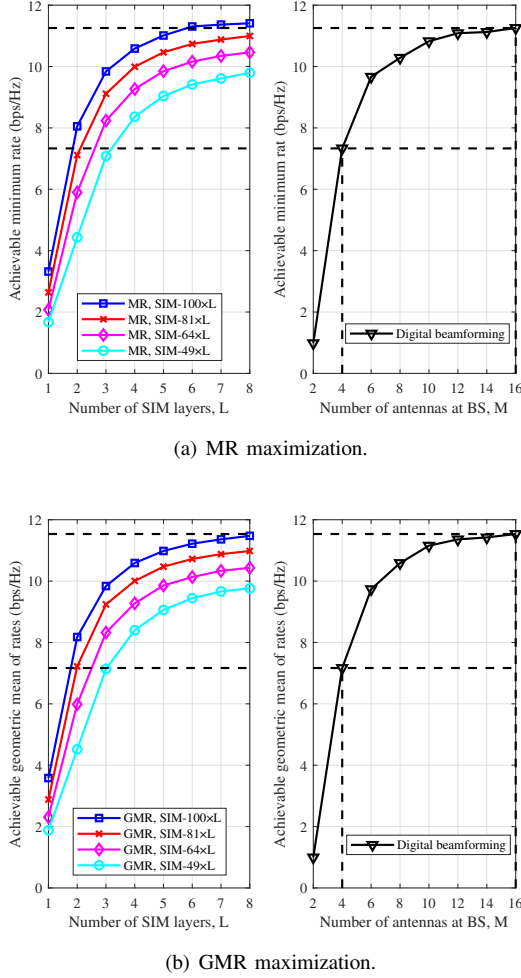 Achievable minimum rate (bps/Hz)
12
10
8
6
4
2
0
1 2 3 4 5 6 7 8
Number of SIM layers, L
MR, SIM-100×L
MR, SIM-81×L
MR, SIM-64×L
MR, SIM-49×L
Achievable minimum rat (bps/Hz)
12
10
8
6
4
2
0
2 4 6 8 10 12 14 16
Number of antennas at BS, M
Digital beamforming
(a) MR maximization.
Achievable geometric mean of rates (bps/Hz)
12
10
8
6
4
2
0
1 2 3 4 5 6 7 8
Number of SIM layers, L
GMR, SIM-100×L
GMR, SIM-81×L
GMR, SIM-64×L
GMR, SIM-49×L
Achievable geometric mean of rates (bps/Hz)
12
10
8
6
4
2
0
2 4 6 8 10 12 14 16
Number of antennas at BS, M
Digital beamforming
(b) GMR maximization.